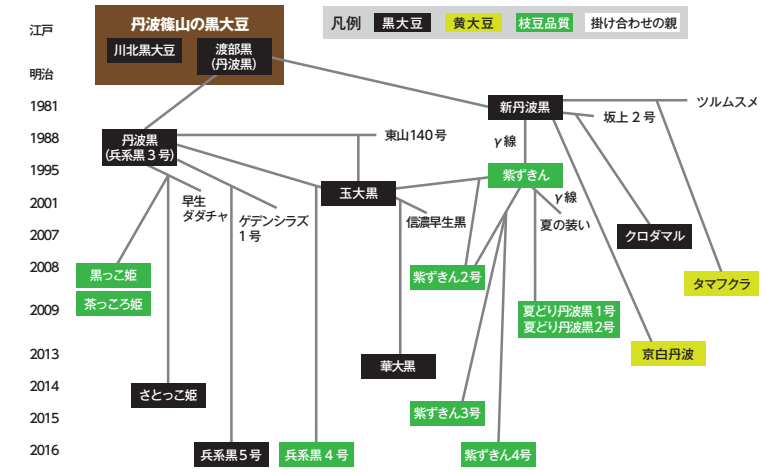 江戸
丹波篠山の黒大豆
川北黒大豆
渡部黒
(丹波黒)
凡例
黒大豆
黄大豆
枝豆品質
掛け合わせの親
明治
1981
新丹波黒
ツルムスメ
坂上2号
1988
丹波黒
(兵系黒3号)
東山140号
γ線
1995
紫ずきん
玉大黒
γ線
2001
早生
ダダチャ
ゲデンシラズ
1号
信濃早生黒
夏の装い
2007
クロダマル
2008
黒っこ姫
紫ずきん2号
タマフクラ
茶っころ姫
2009
夏どり丹波黒1号
夏どり丹波黒2号
2013
華大黒
京白丹波
2014
さとっこ姫
2015
紫ずきん3号
2016
兵系黒5号
兵系黒4号
紫ずきん4号